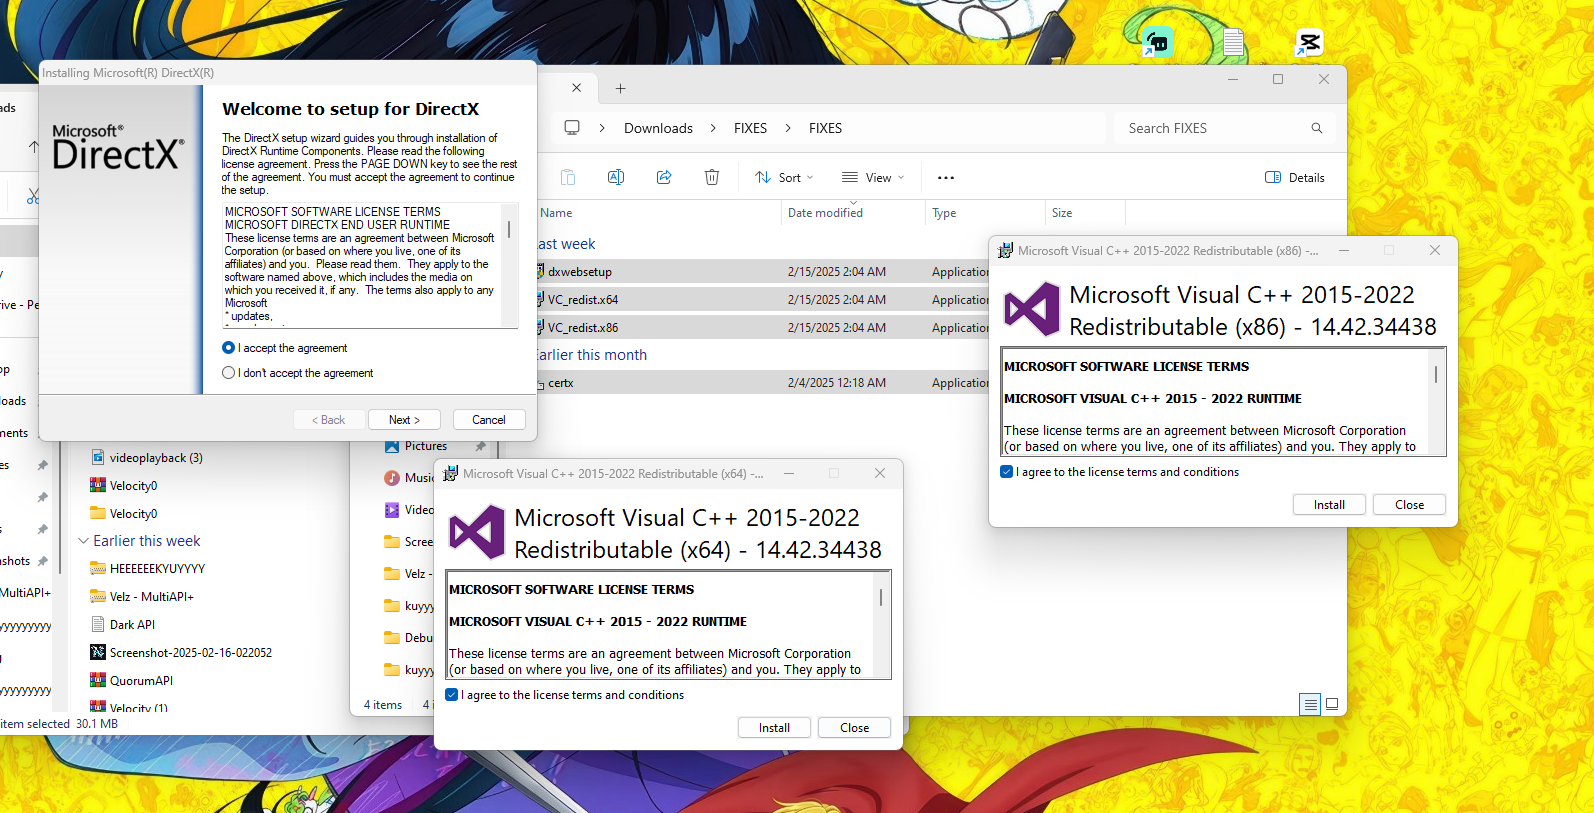 Installing Microsoft(R) DirectX(R)
Microsoft®
DirectX®
Welcome to setup for DirectX
The DirectX setup wizard guides you through installation of
DirectX Runtime Components. Please read the following
license agreement. Press the PAGE DOWN key to see the rest
of the agreement. You must accept the agreement to continue
the setup.
MICROSOFT SOFTWARE LICENSE TERMS
MICROSOFT DIRECTX END USER RUNTIME
These license terms are an agreement between Microsoft
Corporation (or based on where you live, one of its
affiliates) and you.  Please read them.  They apply to the
software named above, which includes the media on
which you received it, if any.  The terms also apply to any
Microsoft
* updates,
I accept the agreement
I don't accept the agreement
< Back
Next >
Cancel
Downloads > FIXES > FIXES
Search FIXES
Sort
View
Details
Name
Date modified
Type
Size
last week
dxwebsetup 2/15/2025 2:04 AM Application
VC_redist.x64 2/15/2025 2:04 AM Application
VC_redist.x86 2/15/2025 2:04 AM Application
Earlier this month
certx 2/4/2025 12:18 AM Application
Microsoft Visual C++ 2015-2022 Redistributable (x86) -...
Microsoft Visual C++ 2015-2022
Redistributable (x86) - 14.42.34438
MICROSOFT SOFTWARE LICENSE TERMS
MICROSOFT VISUAL C++ 2015 - 2022 RUNTIME
These license terms are an agreement between Microsoft Corporation
(or based on where you live, one of its affiliates) and you. They apply to
I agree to the license terms and conditions
Install
Close
Microsoft Visual C++ 2015-2022 Redistributable (x64) -...
Microsoft Visual C++ 2015-2022
Redistributable (x64) - 14.42.34438
MICROSOFT SOFTWARE LICENSE TERMS
MICROSOFT VISUAL C++ 2015 - 2022 RUNTIME
These license terms are an agreement between Microsoft Corporation
(or based on where you live, one of its affiliates) and you. They apply to
I agree to the license terms and conditions
Install
Close
Pictures
Music
Video
Scree
Velz -
kuyyy
Debu
kuyyy
4 items
4 i
ads
rive - Pe
op
loads
ments
es
s
shots
MultiAPI+
yyyyyyyyy
yyyyyyyyy
videoplayback (3)
Velocity0
Velocity0
Earlier this week
HEEEEEEKYUYYYY
Velz - MultiAPI+
Dark API
Screenshot-2025-02-16-022052
QuorumAPI
Velocity (1)
item selected 30.1 MB